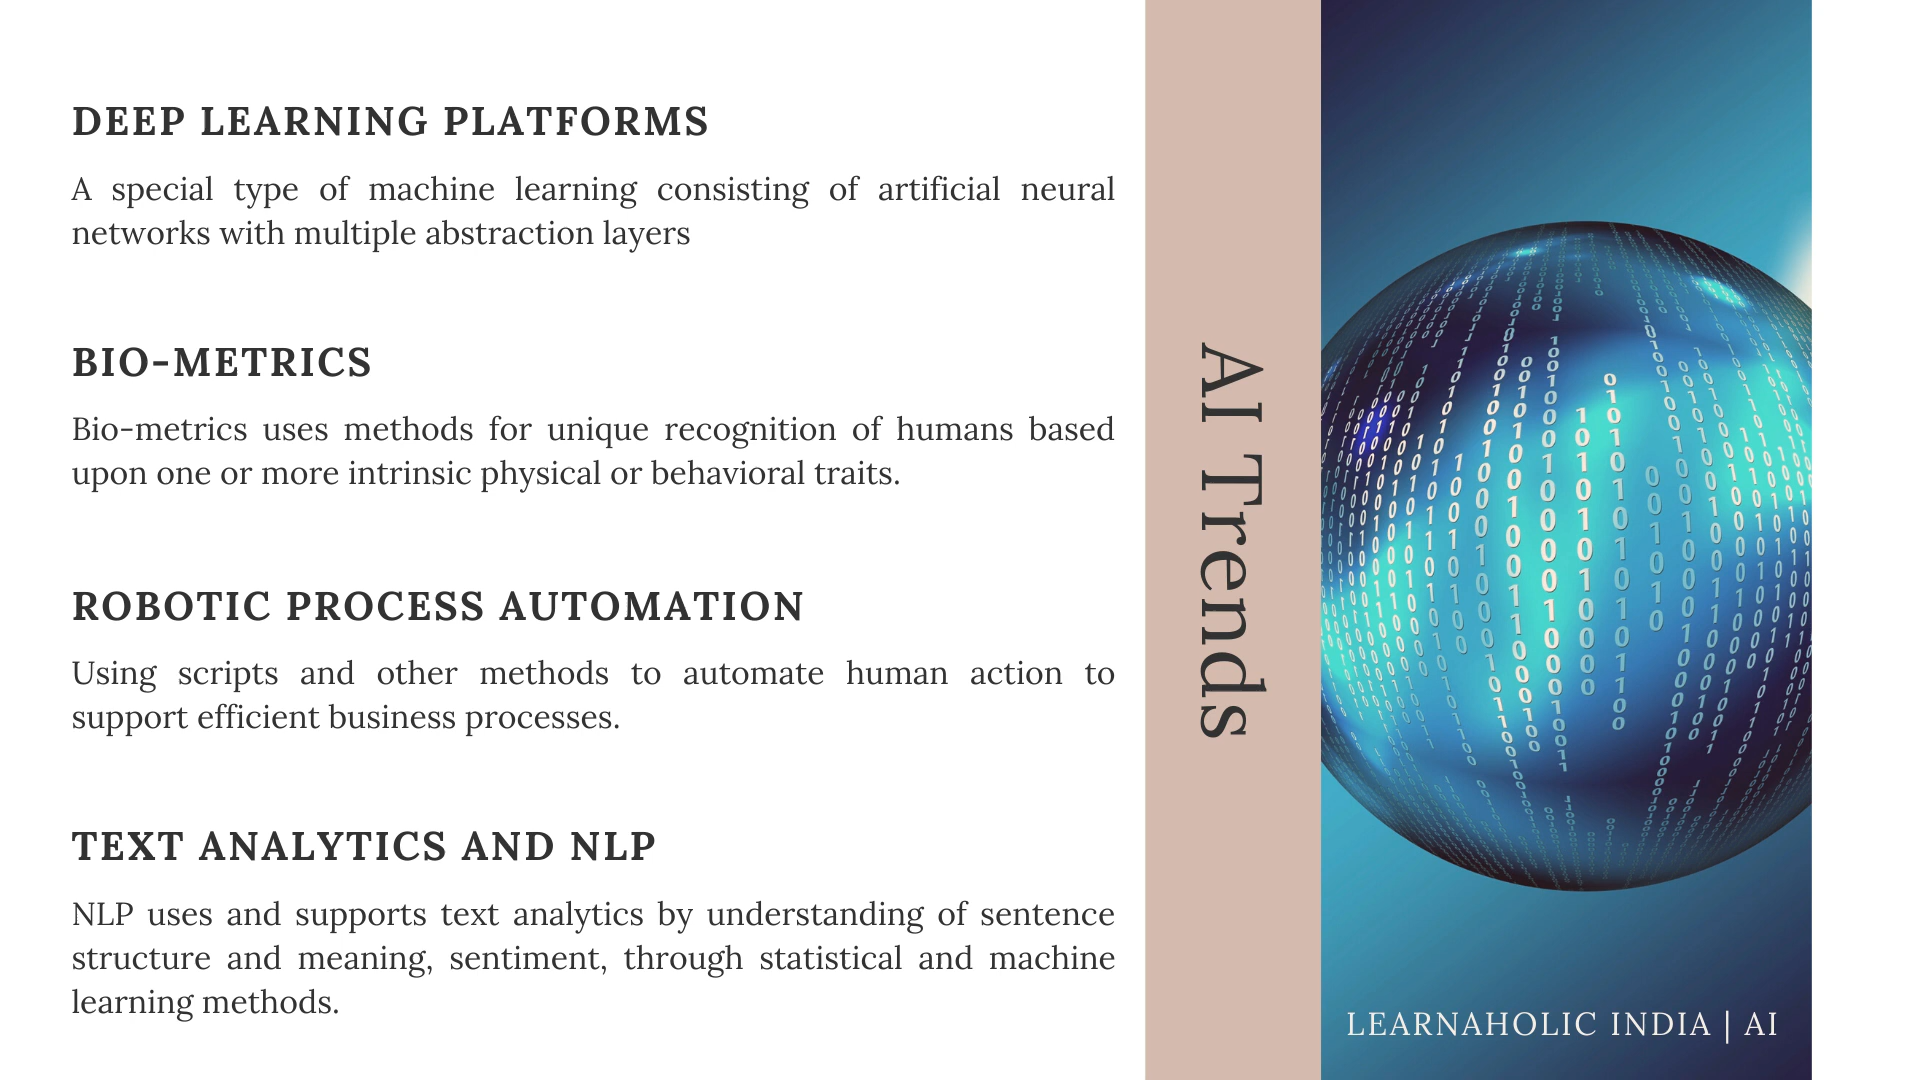 DEEP LEARNING PLATFORMS
A special type of machine learning consisting of artificial neural
networks with multiple abstraction layers
BIO-METRICS
Bio-metrics uses methods for unique recognition of humans based
upon one or more intrinsic physical or behavioral traits.
ROBOTIC PROCESS AUTOMATION
Using scripts and other methods to automate human action to
support efficient business processes.
TEXT ANALYTICS AND NLP
NLP uses and supports text analytics by understanding of sentence
structure and meaning, sentiment, through statistical and machine
learning methods.
AI Trends
LEARNAHOLIC INDIA | AI